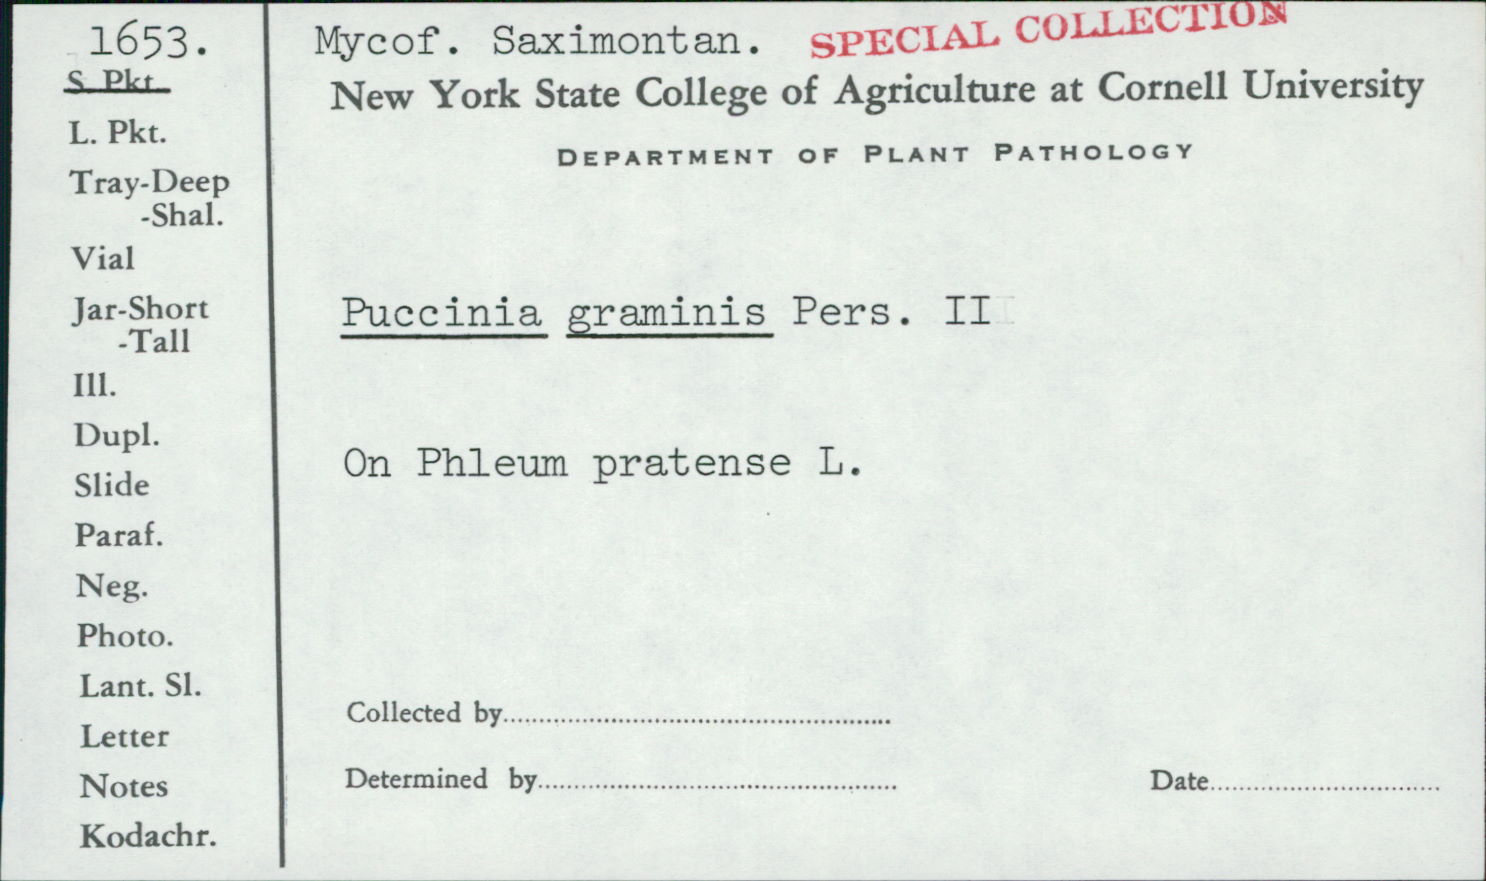 1653.
S. Pkt.
L. Pkt.
Tray-Deep
-Shal.
Vial
Jar-Short
-Tall
Ill.
Dupl.
Slide
Paraf.
Neg.
Photo.
Lant. Sl.
Letter
Notes
Kodachr.
Mycof. Saximontan. SPECIAL COLLECTION
New York State College of Agriculture at Cornell University
DEPARTMENT OF PLANT PATHOLOGY
Puccinia graminis Pers. II
On Phleum pratense L.
Collected by
Determined by
Date